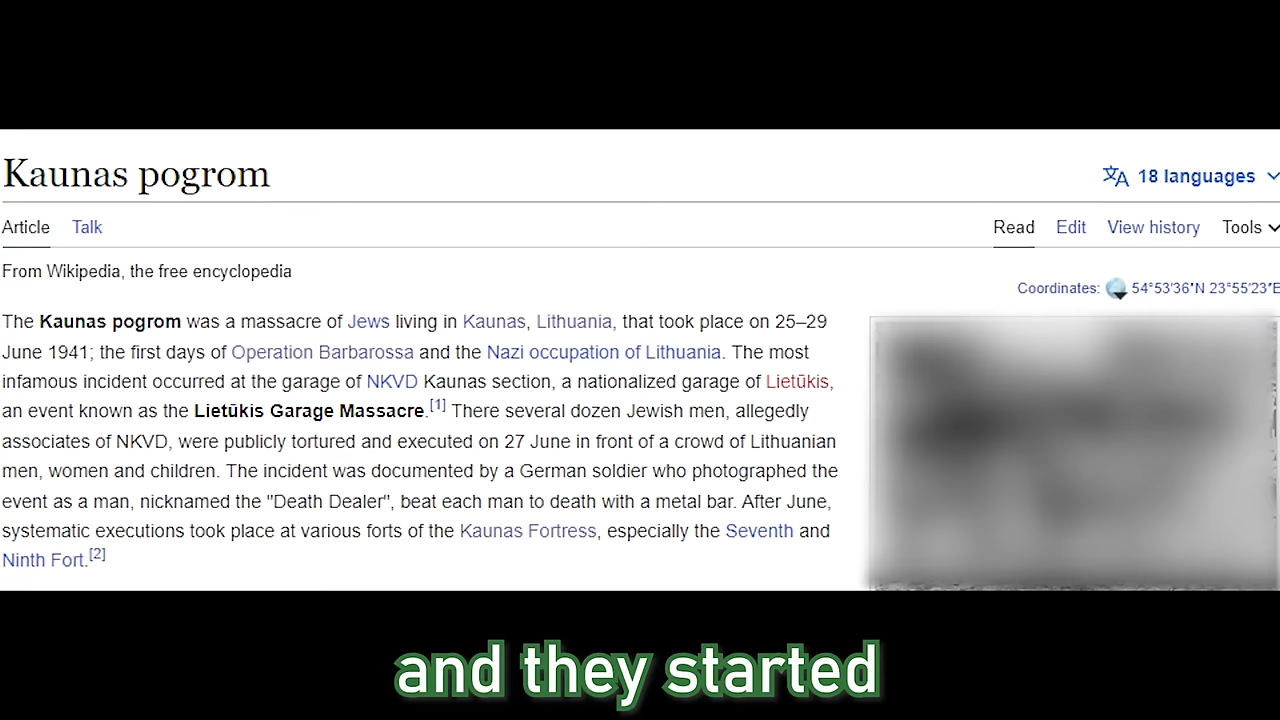 Kaunas pogrom
18 languages
Article Talk
Read Edit View history Tools
From Wikipedia, the free encyclopedia
Coordinates: 54°53′36″N 23°55′23″E
The Kaunas pogrom was a massacre of Jews living in Kaunas, Lithuania, that took place on 25–29
June 1941; the first days of Operation Barbarossa and the Nazi occupation of Lithuania. The most
infamous incident occurred at the garage of NKVD Kaunas section, a nationalized garage of Lietūkis,
an event known as the Lietūkis Garage Massacre.[1] There several dozen Jewish men, allegedly
associates of NKVD, were publicly tortured and executed on 27 June in front of a crowd of Lithuanian
men, women and children. The incident was documented by a German soldier who photographed the
event as a man, nicknamed the "Death Dealer", beat each man to death with a metal bar. After June,
systematic executions took place at various forts of the Kaunas Fortress, especially the Seventh and
Ninth Fort.[2]
and they started